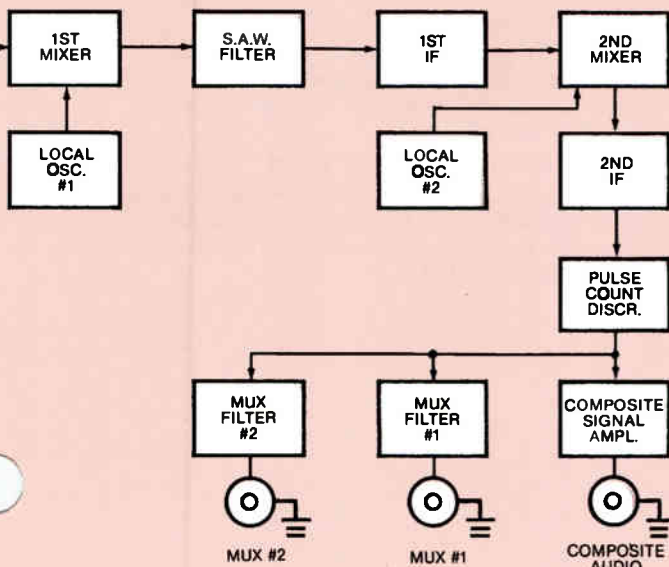 1ST
MIXER
S.A.W.
FILTER
1ST
IF
2ND
MIXER
LOCAL
OSC.
#1
LOCAL
OSC.
#2
2ND
IF
PULSE
COUNT
DISCR.
MUX
FILTER
#2
MUX
FILTER
#1
COMPOSITE
SIGNAL
AMPL.
MUX #2
MUX #1
COMPOSITE
AUDIO